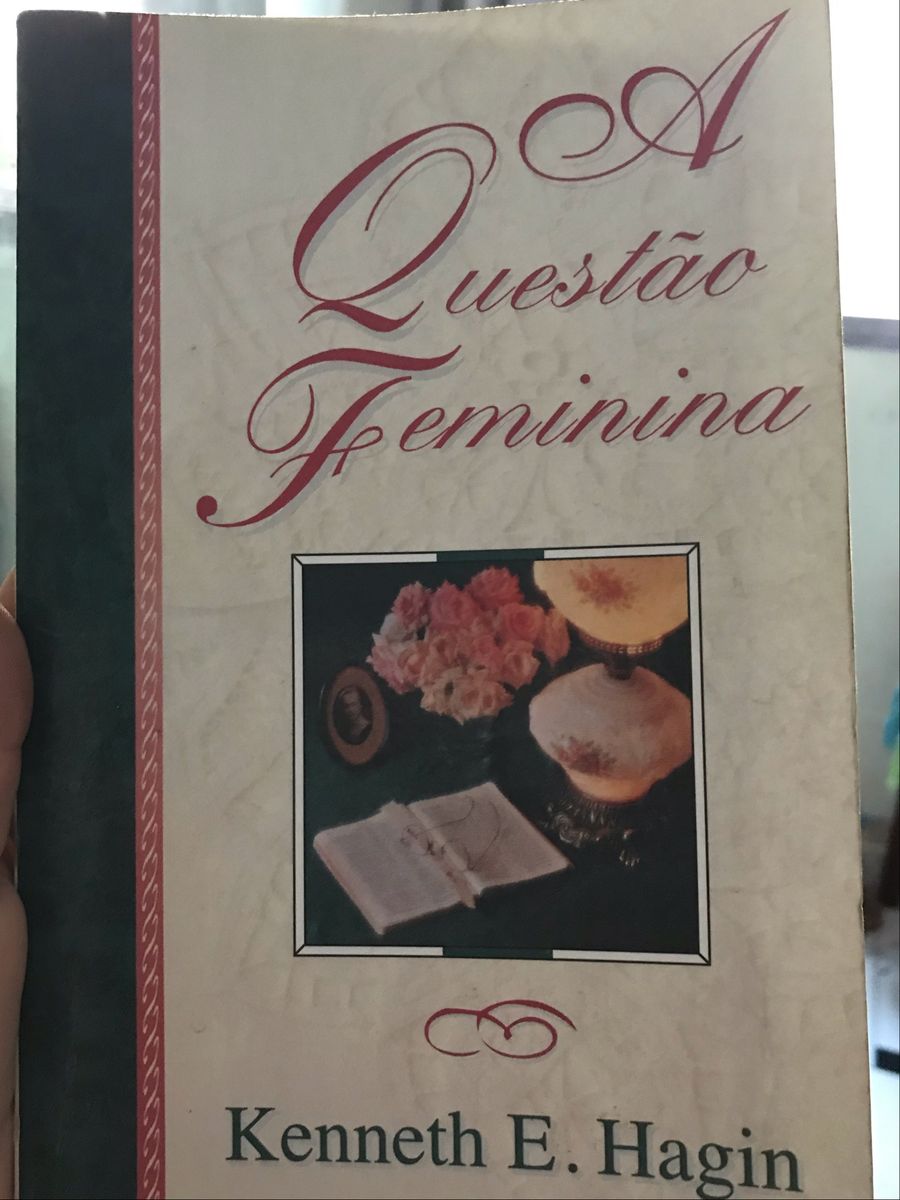 A
Questão
Feminina
Kenneth E. Hagin